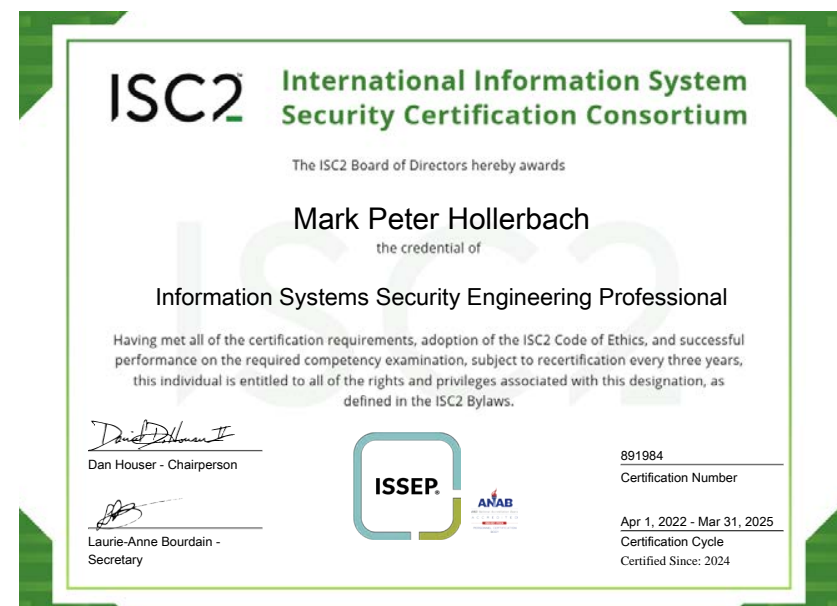 ISC2
International Information System
Security Certification Consortium
The ISC2 Board of Directors hereby awards
Mark Peter Hollerbach
the credential of
Information Systems Security Engineering Professional
Having met all of the certification requirements, adoption of the ISC2 Code of Ethics, and successful
performance on the required competency examination, subject to recertification every three years,
this individual is entitled to all of the rights and privileges associated with this designation, as
defined in the ISC2 Bylaws.
Dan Houser - Chairperson
Laurie-Anne Bourdain -
Secretary
ISSEP®
ANAB
891984
Certification Number
Apr 1, 2022 - Mar 31, 2025
Certification Cycle
Certified Since: 2024